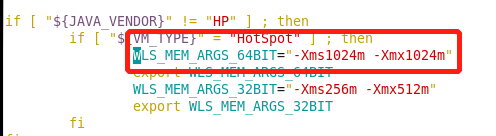 if [ "${JAVA_VENDOR}" != "HP" ] ; then
if [ "${VM_TYPE}" = "HotSpot" ] ; then
WLS_MEM_ARGS_64BIT="-Xms1024m -Xmx1024m"
export WLS_MEM_ARGS_64BIT
WLS_MEM_ARGS_32BIT="-Xms256m -Xmx512m"
export WLS_MEM_ARGS_32BIT
fi